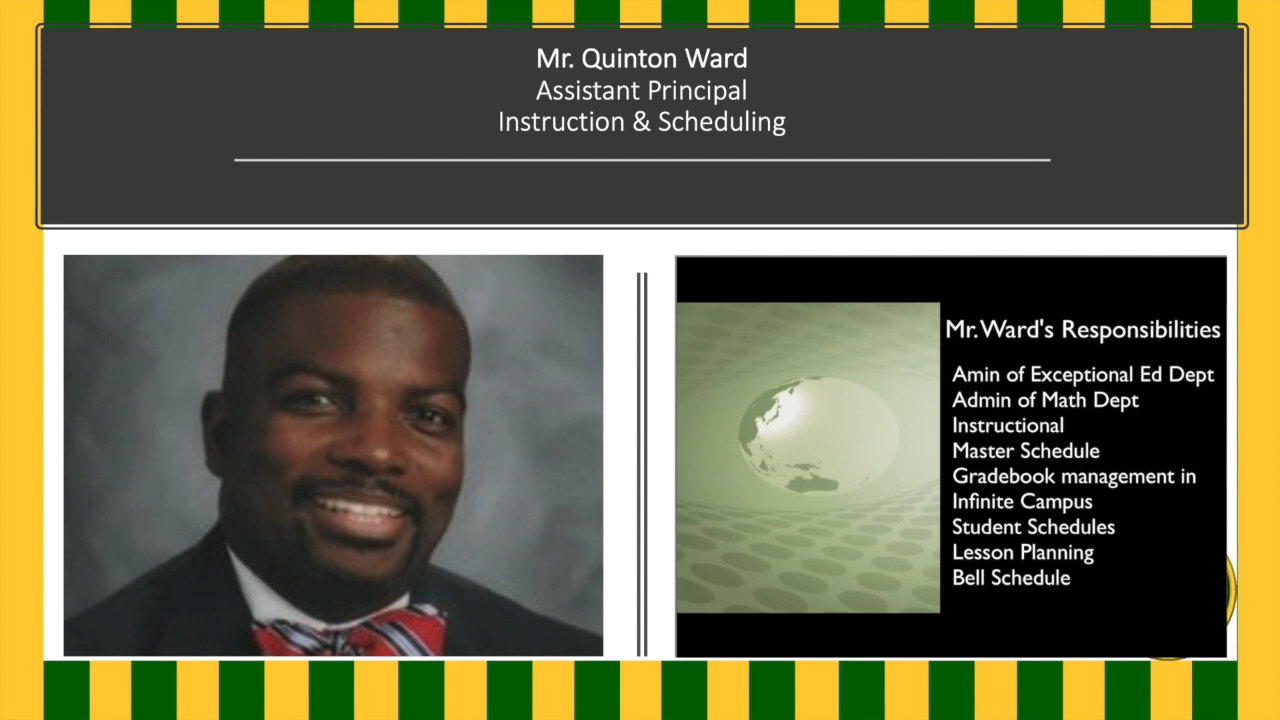 Mr. Quinton Ward
Assistant Principal
Instruction & Scheduling
Mr.Ward's Responsibilities
Amin of Exceptional Ed Dept
Admin of Math Dept
Instructional
Master Schedule
Gradebook management in
Infinite Campus
Student Schedules
Lesson Planning
Bell Schedule